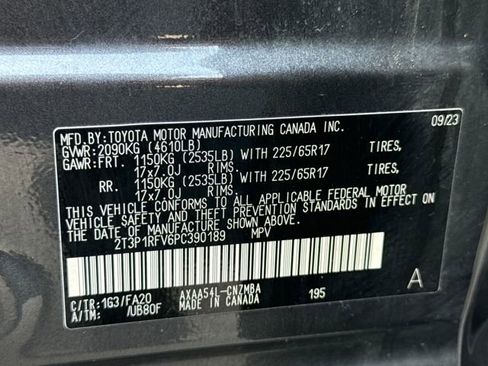 MFD.BY:TOYOTA MOTOR MANUFACTURING CANADA INC. 09/23
GVWR:2090KG (4610LB)
GAWR:FRT. 1150KG (2535LB) WITH 225/65R17 TIRES,
17x7.0J RIMS.
RR. 1150KG (2535LB) WITH 225/65R17 TIRES,
17x7.0J RIMS.
THIS VEHICLE CONFORMS TO ALL APPLICABLE FEDERAL MOTOR
VEHICLE SAFETY AND THEFT PREVENTION STANDARDS IN EFFECT ON
THE DATE OF MANUFACTURE SHOWN ABOVE.
2T3P1RFV6PC390189 MPV
C/TR:1G3/FA20 AXAA54L-CNZMBA 195 A
A/TM: /UB80F MADE IN CANADA